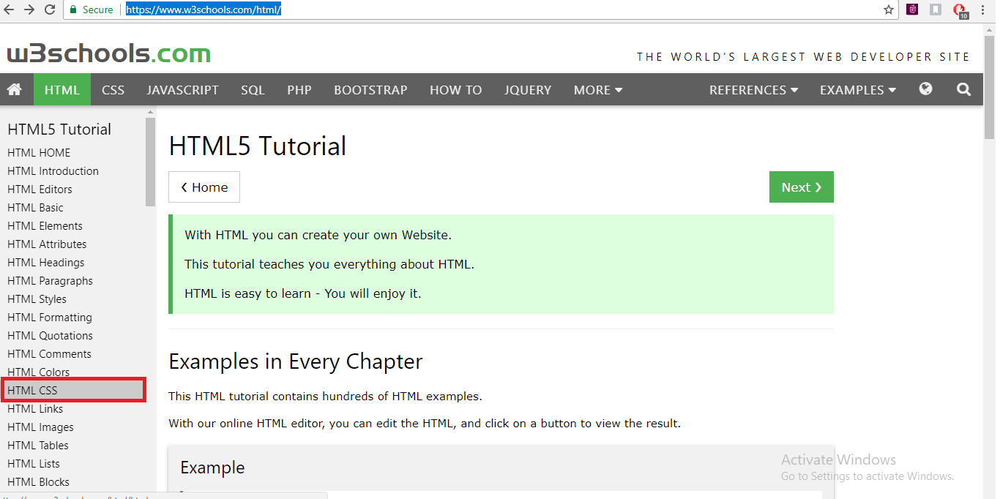 Secure https://www.w3schools.com/html/
10
w3schools.com
THE WORLD'S LARGEST WEB DEVELOPER SITE
HTML CSS JAVASCRIPT SQL PHP BOOTSTRAP HOW TO JQUERY MORE REFERENCES EXAMPLES
HTML5 Tutorial
HTML HOME
HTML Introduction
HTML Editors
HTML Basic
HTML Elements
HTML Attributes
HTML Headings
HTML Paragraphs
HTML Styles
HTML Formatting
HTML Quotations
HTML Comments
HTML Colors
HTML CSS
HTML Links
HTML Images
HTML Tables
HTML Lists
HTML Blocks
HTML5 Tutorial
❮ Home
Next ❯
With HTML you can create your own Website.
This tutorial teaches you everything about HTML.
HTML is easy to learn - You will enjoy it.
Examples in Every Chapter
This HTML tutorial contains hundreds of HTML examples.
With our online HTML editor, you can edit the HTML, and click on a button to view the result.
Example
Activate Windows
Go to Settings to activate Windows.